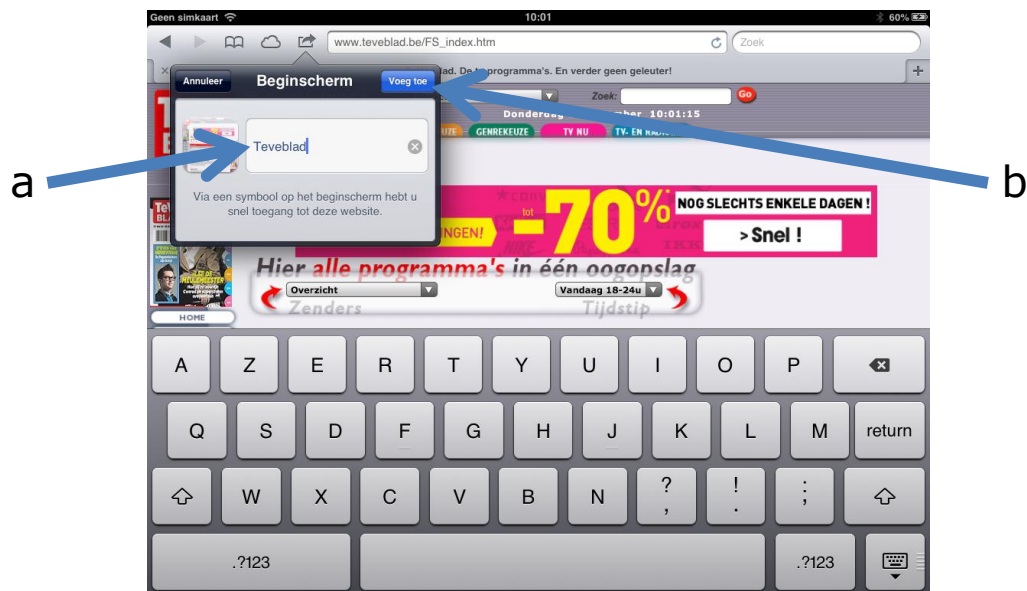 Geen simkaart
10:01
60%
www.teveblad.be/FS_index.htm
Zoek
Annuleer
Beginscherm
Voeg toe
programma's. En verder geen geleuter!
Zoek:
Go
10:01:15
GENREKEUZE
TV NU
a
Teveblad
b
Via een symbool op het beginscherm hebt u
snel toegang tot deze website.
tot
-70%
NOG SLECHTS ENKELE DAGEN !
> Snel !
Hier alle programma's in één oogopslag
Overzicht
Vandaag 18-24u
Zenders
Tijdstip
HOME
A Z E R T Y U I O P
Q S D F G H J K L M return
W X C V B N ? , ! . : ;
.?123
.?123